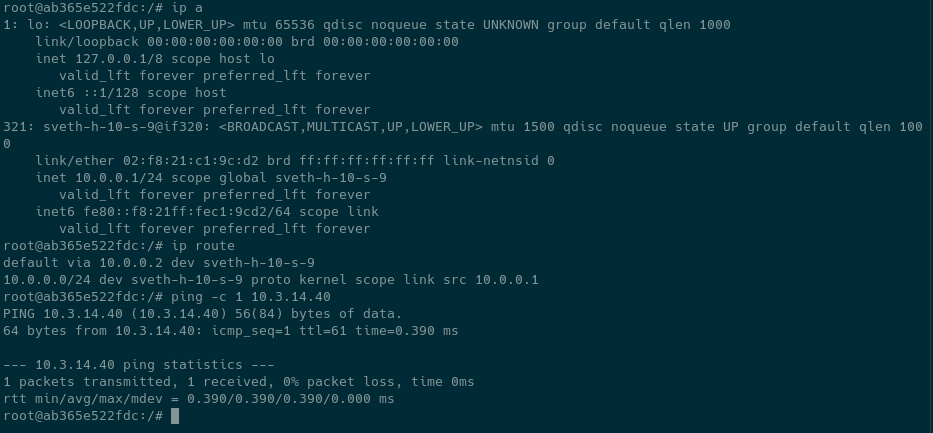 root@ab365e522fdc:/# ip a
1: lo: <LOOPBACK,UP,LOWER_UP> mtu 65536 qdisc noqueue state UNKNOWN group default qlen 1000
    link/loopback 00:00:00:00:00:00 brd 00:00:00:00:00:00
    inet 127.0.0.1/8 scope host lo
       valid_lft forever preferred_lft forever
    inet6 ::1/128 scope host
       valid_lft forever preferred_lft forever
321: sveth-h-10-s-9@if320: <BROADCAST,MULTICAST,UP,LOWER_UP> mtu 1500 qdisc noqueue state UP group default qlen 100
0
    link/ether 02:f8:21:c1:9c:d2 brd ff:ff:ff:ff:ff:ff link-netnsid 0
    inet 10.0.0.1/24 scope global sveth-h-10-s-9
       valid_lft forever preferred_lft forever
    inet6 fe80::f8:21ff:fec1:9cd2/64 scope link
       valid_lft forever preferred_lft forever
root@ab365e522fdc:/# ip route
default via 10.0.0.2 dev sveth-h-10-s-9
10.0.0.0/24 dev sveth-h-10-s-9 proto kernel scope link src 10.0.0.1
root@ab365e522fdc:/# ping -c 1 10.3.14.40
PING 10.3.14.40 (10.3.14.40) 56(84) bytes of data.
64 bytes from 10.3.14.40: icmp_seq=1 ttl=61 time=0.390 ms

--- 10.3.14.40 ping statistics ---
1 packets transmitted, 1 received, 0% packet loss, time 0ms
rtt min/avg/max/mdev = 0.390/0.390/0.390/0.000 ms
root@ab365e522fdc:/#